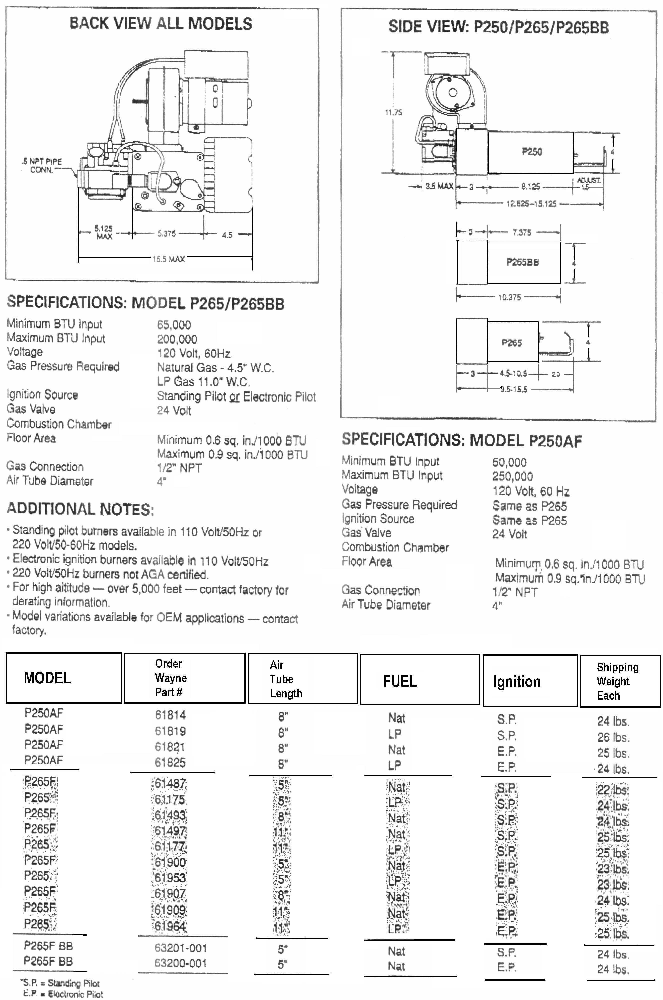 BACK VIEW ALL MODELS
.5 NPT PIPE
CONN.
5.125
MAX
5.375
4.5
15.5 MAX
SIDE VIEW: P250/P265/P265BB
11.75
P250
4
3.5 MAX
3
8.125
ADJUST.
1.5
12.625-15.125
3
7.375
P265BB
4
10.375
P265
4
3
4.5-10.5
2.0
9.5-15.5
SPECIFICATIONS: MODEL P265/P265BB
Minimum BTU Input 65,000
Maximum BTU Input 200,000
Voltage 120 Volt, 60Hz
Gas Pressure Required Natural Gas - 4.5" W.C.
LP Gas 11.0" W.C.
Ignition Source Standing Pilot or Electronic Pilot
Gas Valve 24 Volt
Combustion Chamber
Floor Area Minimum 0.6 sq. in./1000 BTU
Maximum 0.9 sq. in./1000 BTU
Gas Connection 1/2" NPT
Air Tube Diameter 4"
ADDITIONAL NOTES:
• Standing pilot burners available in 110 Volt/50Hz or
220 Volt/50-60Hz models.
• Electronic ignition burners available in 110 Volt/50Hz
• 220 Volt/50Hz burners not AGA certified.
• For high altitude — over 5,000 feet — contact factory for
derating information.
• Model variations available for OEM applications — contact
factory.
SPECIFICATIONS: MODEL P250AF
Minimum BTU Input 50,000
Maximum BTU Input 250,000
Voltage 120 Volt, 60 Hz
Gas Pressure Required Same as P265
Ignition Source Same as P265
Gas Valve 24 Volt
Combustion Chamber
Floor Area Minimum 0.6 sq. in./1000 BTU
Maximum 0.9 sq. in./1000 BTU
Gas Connection 1/2" NPT
Air Tube Diameter 4"
MODEL Order Wayne Part # Air Tube Length FUEL Ignition Shipping Weight Each
P250AF 61814 8" Nat S.P. 24 lbs.
P250AF 61819 8" LP S.P. 26 lbs.
P250AF 61821 8" Nat E.P. 25 lbs.
P250AF 61825 8" LP E.P. 24 lbs.
P265F 61487 5" Nat S.P. 22 lbs.
P265 61175 5" LP S.P. 24 lbs.
P265F 61493 8" Nat S.P. 24 lbs.
P265F 61497 11" Nat S.P. 25 lbs.
P265 61177 11" LP S.P. 25 lbs.
P265F 61900 5" Nat E.P. 23 lbs.
P265 61953 5" LP E.P. 23 lbs.
P265F 61907 8" Nat E.P. 24 lbs.
P265F 61909 11" Nat E.P. 25 lbs.
P265 61964 11" LP E.P. 25 lbs.
P265F BB 63201-001 5" Nat S.P. 24 lbs.
P265F BB 63200-001 5" Nat E.P. 24 lbs.
*S.P. = Standing Pilot
E.P. = Electronic Pilot